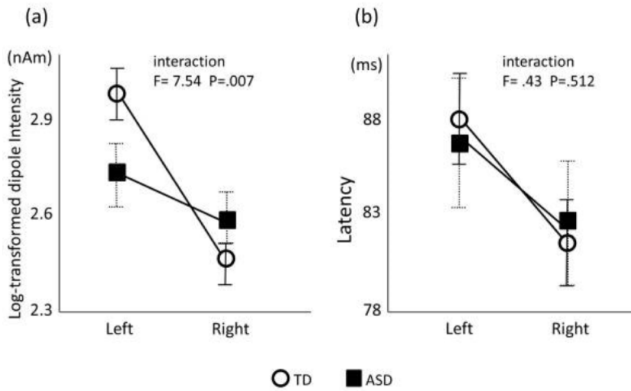 (a)
(nAm)
Log-transformed dipole Intensity
2.9
2.6
2.3
interaction
F= 7.54 P=.007
Left
Right
(b)
(ms)
Latency
88
83
78
interaction
F= .43 P=.512
Left
Right
TD
ASD